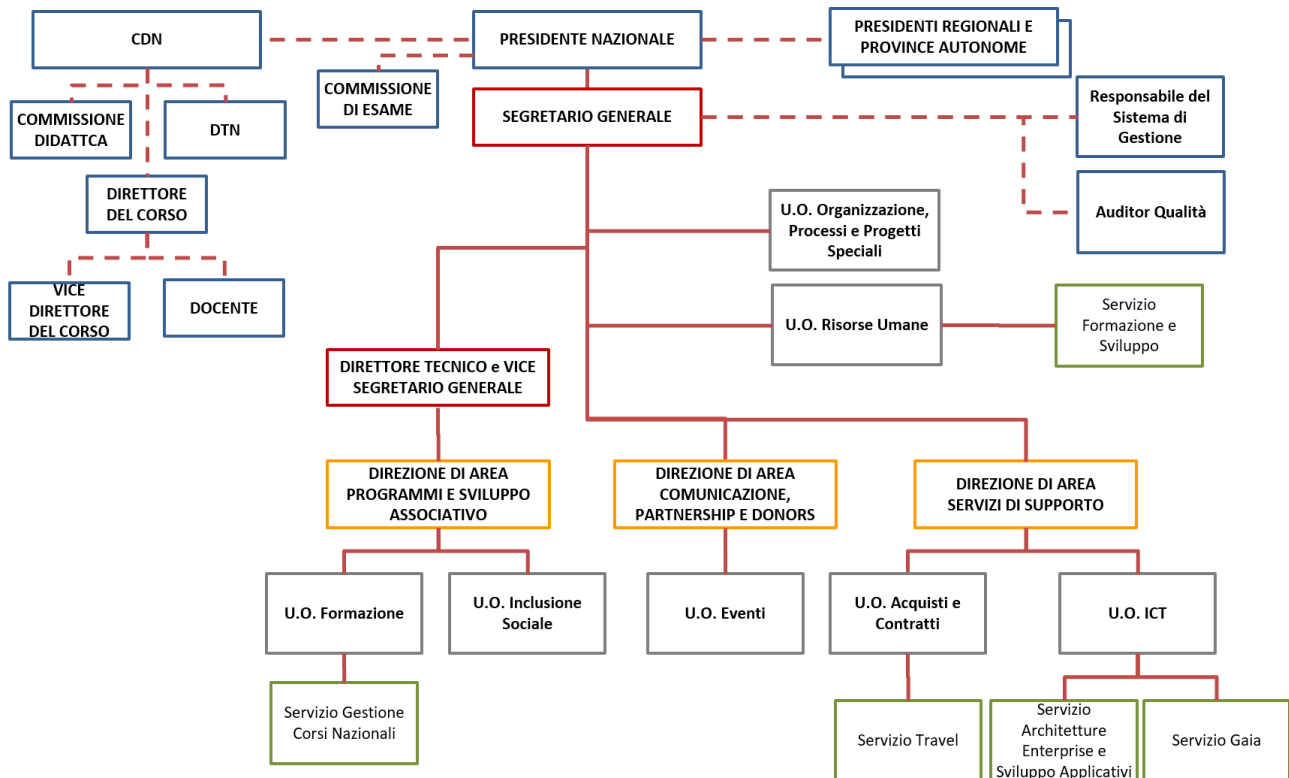 CDN
PRESIDENTE NAZIONALE
PRESIDENTI REGIONALI E
PROVINCE AUTONOME
COMMISSIONE
DI ESAME
COMMISSIONE
DIDATTCA
DTN
SEGRETARIO GENERALE
Responsabile del
Sistema di
Gestione
DIRETTORE
DEL CORSO
U.O. Organizzazione,
Processi e Progetti
Speciali
Auditor Qualità
VICE
DIRETTORE
DEL CORSO
DOCENTE
U.O. Risorse Umane
Servizio
Formazione e
Sviluppo
DIRETTORE TECNICO e VICE
SEGRETARIO GENERALE
DIREZIONE DI AREA
PROGRAMMI E SVILUPPO
ASSOCIATIVO
DIREZIONE DI AREA
COMUNICAZIONE,
PARTNERSHIP E DONORS
DIREZIONE DI AREA
SERVIZI DI SUPPORTO
U.O. Formazione
U.O. Inclusione
Sociale
U.O. Eventi
U.O. Acquisti e
Contratti
U.O. ICT
Servizio Gestione
Corsi Nazionali
Servizio Travel
Servizio
Architetture
Enterprise e
Sviluppo Applicativi
Servizio Gaia